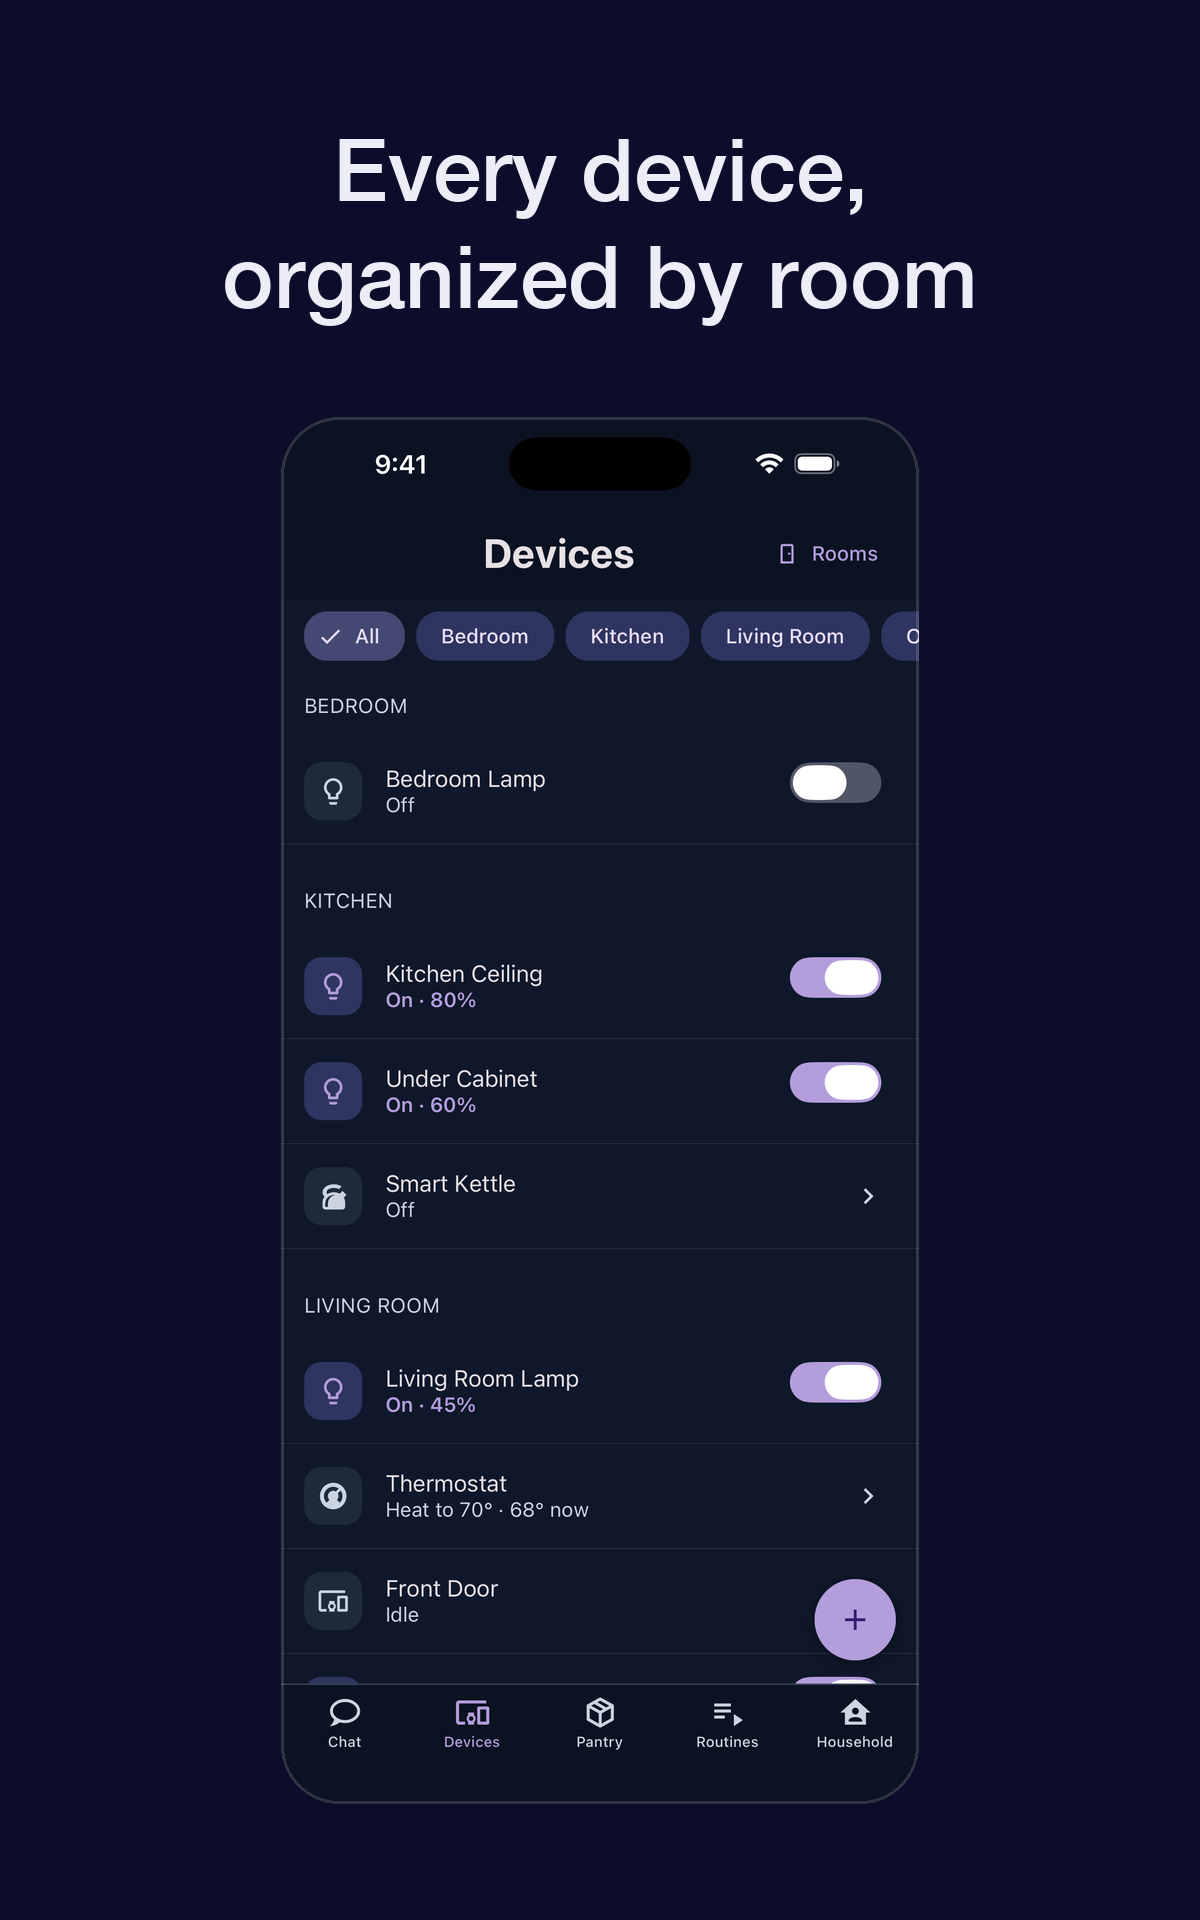 Every device,
organized by room
9:41
Devices
Rooms
All
Bedroom
Kitchen
Living Room
BEDROOM
Bedroom Lamp
Off
KITCHEN
Kitchen Ceiling
On · 80%
Under Cabinet
On · 60%
Smart Kettle
Off
LIVING ROOM
Living Room Lamp
On · 45%
Thermostat
Heat to 70° · 68° now
Front Door
Idle
Chat
Devices
Pantry
Routines
Household